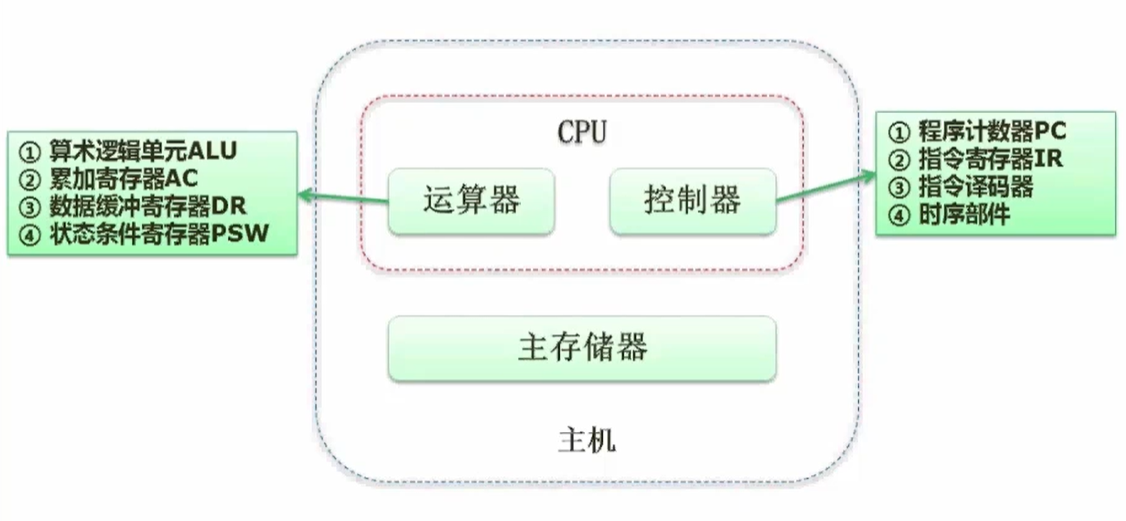 CPU
① 算术逻辑单元ALU
② 累加寄存器AC
③ 数据缓冲寄存器DR
④ 状态条件寄存器PSW
运算器
控制器
① 程序计数器PC
② 指令寄存器IR
③ 指令译码器
④ 时序部件
主存储器
主机